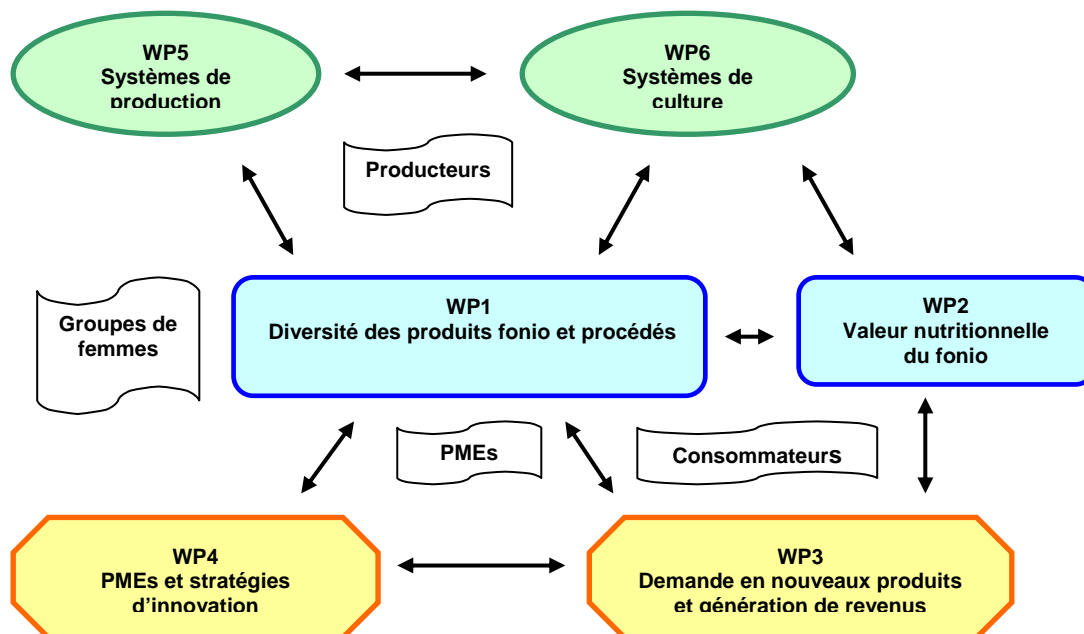 WP5
Systèmes de
production
WP6
Systèmes de
culture
Producteurs
Groupes de
femmes
WP1
Diversité des produits fonio et procédés
WP2
Valeur nutritionnelle
du fonio
PMEs
Consommateurs
WP4
PMEs et stratégies
d’innovation
WP3
Demande en nouveaux produits
et génération de revenus